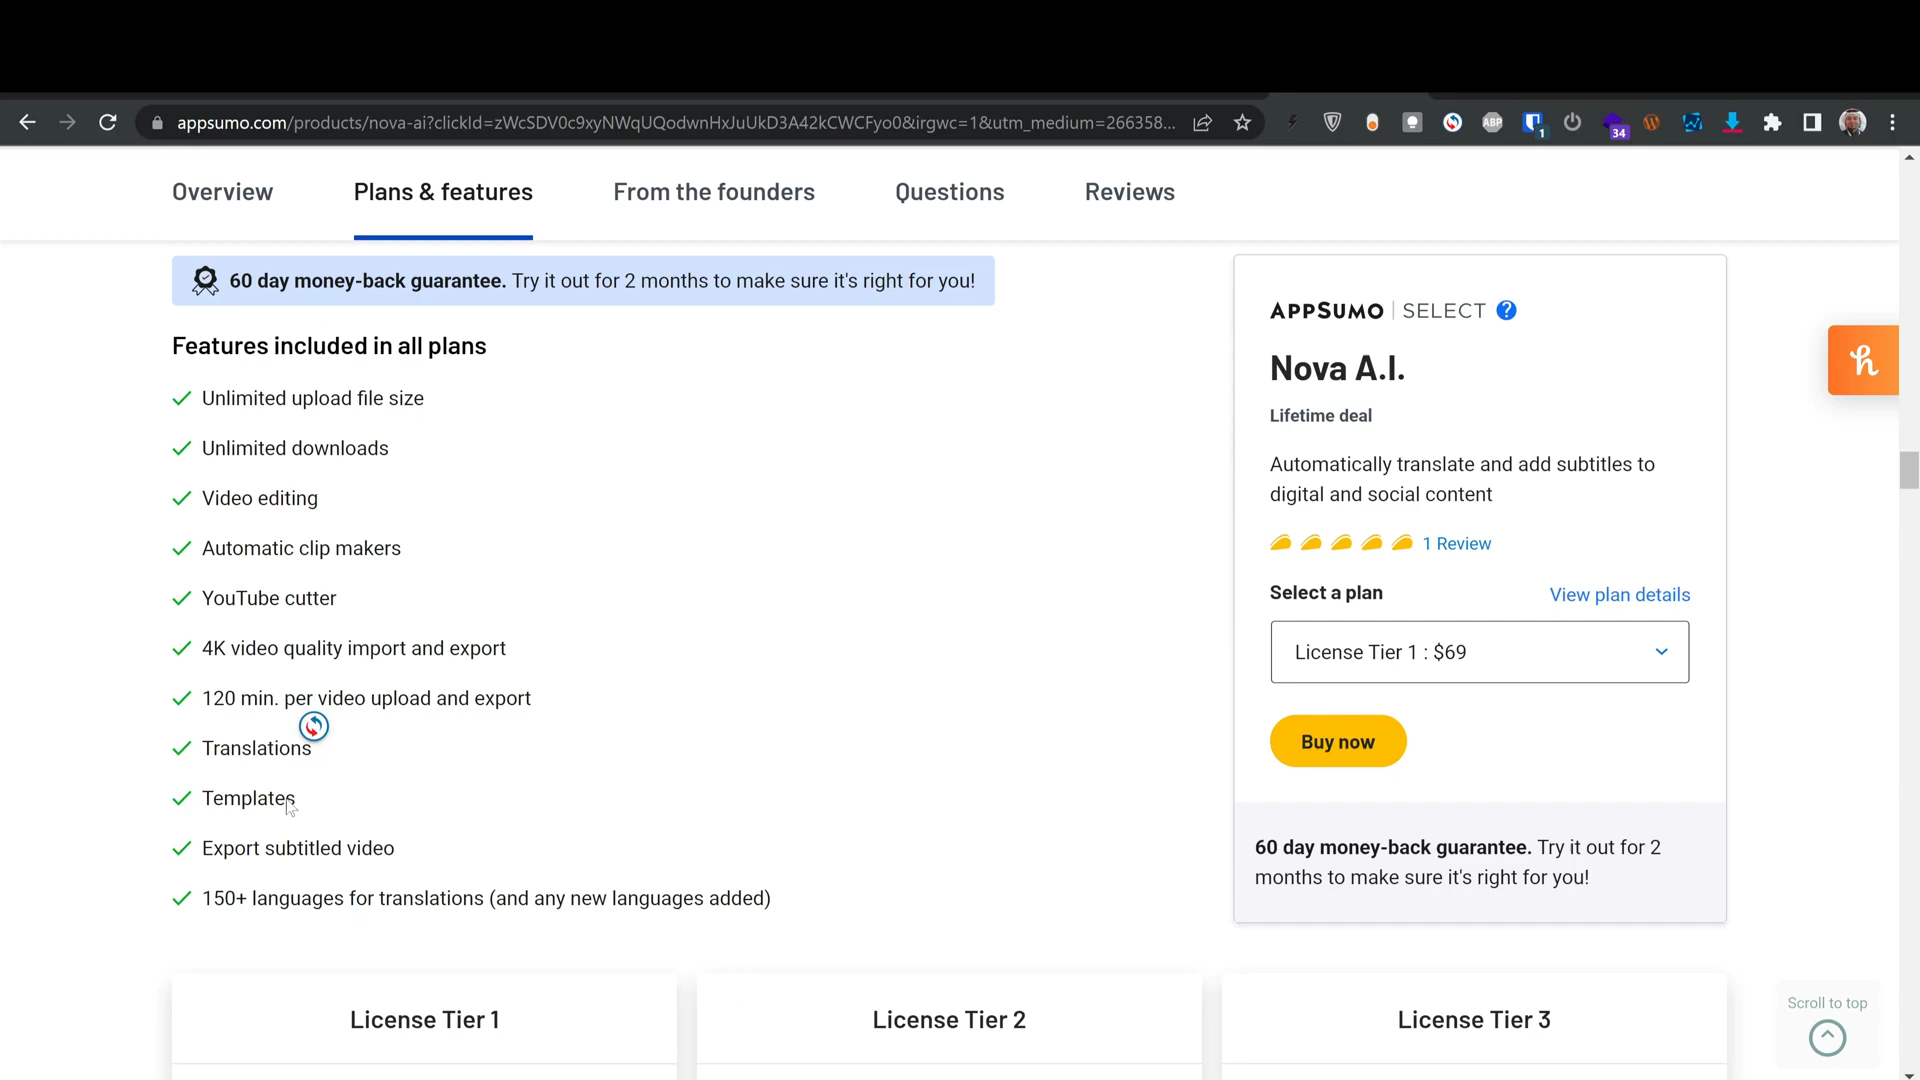 appsumo.com/products/nova-ai?clickId=zWcSDV0c9xyNWqUQodwnHxJuUkD3A42kCWCFyo0&irgwc=1&utm_medium=266358...
ABP
1
34
Overview
Plans & features
From the founders
Questions
Reviews
60 day money-back guarantee. Try it out for 2 months to make sure it's right for you!
Features included in all plans
Unlimited upload file size
Unlimited downloads
Video editing
Automatic clip makers
YouTube cutter
4K video quality import and export
120 min. per video upload and export
Translations
Templates
Export subtitled video
150+ languages for translations (and any new languages added)
APPSUMO | SELECT ?
Nova A.I.
Lifetime deal
Automatically translate and add subtitles to
digital and social content
1 Review
Select a plan
View plan details
License Tier 1 : $69
Buy now
60 day money-back guarantee. Try it out for 2
months to make sure it's right for you!
h
License Tier 1
License Tier 2
License Tier 3
Scroll to top